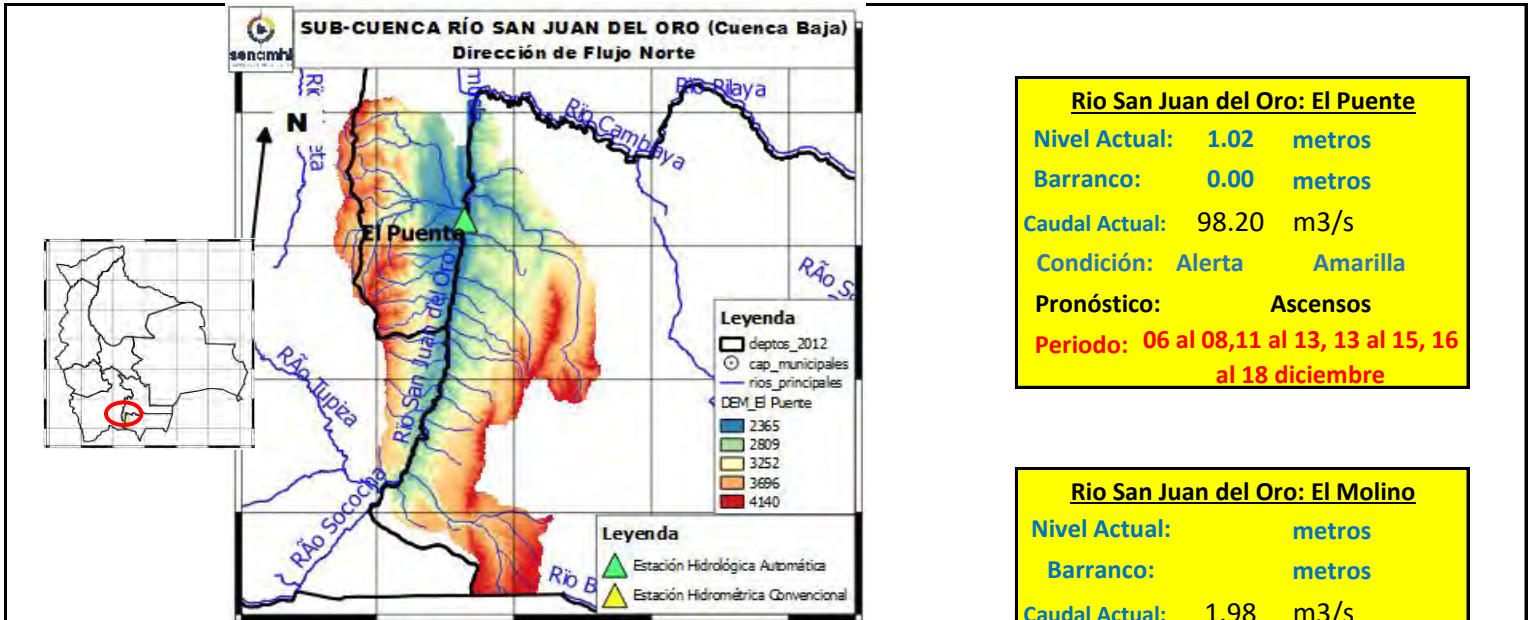 senamhi
SUB-CUENCA RÍO SAN JUAN DEL ORO (Cuenca Baja)
Dirección de Flujo Norte
N
Río Pilaya
Río Camblaya
El Puente
Río San Juan del Oro
RÃo Tupiza
RÃo Sococha
RÃo S
Río B
Leyenda
deptos_2012
cap_municipales
rios_principales
DEM_El Puente
2365
2809
3252
3696
4140
Leyenda
Estación Hidrológica Automática
Estación Hidrométrica Convencional
Rio San Juan del Oro: El Puente
Nivel Actual: 1.02 metros
Barranco: 0.00 metros
Caudal Actual: 98.20 m3/s
Condición: Alerta Amarilla
Pronóstico: Ascensos
Periodo: 06 al 08,11 al 13, 13 al 15, 16
al 18 diciembre
Rio San Juan del Oro: El Molino
Nivel Actual: metros
Barranco: metros
Caudal Actual: 1.98 m3/s